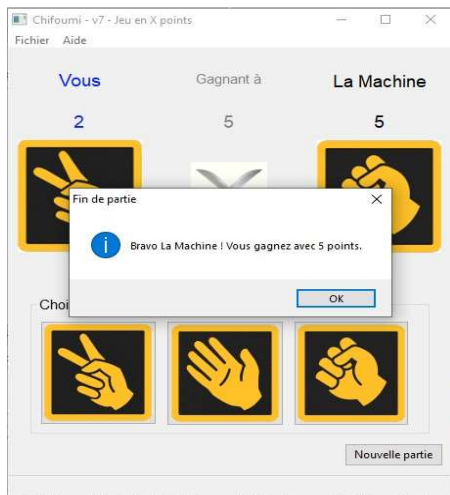 Chifoumi - v7 - Jeu en X points
Fichier Aide
Vous Gagnant à La Machine
2 5 5
Fin de partie
Bravo La Machine ! Vous gagnez avec 5 points.
OK
Choi
Nouvelle partie